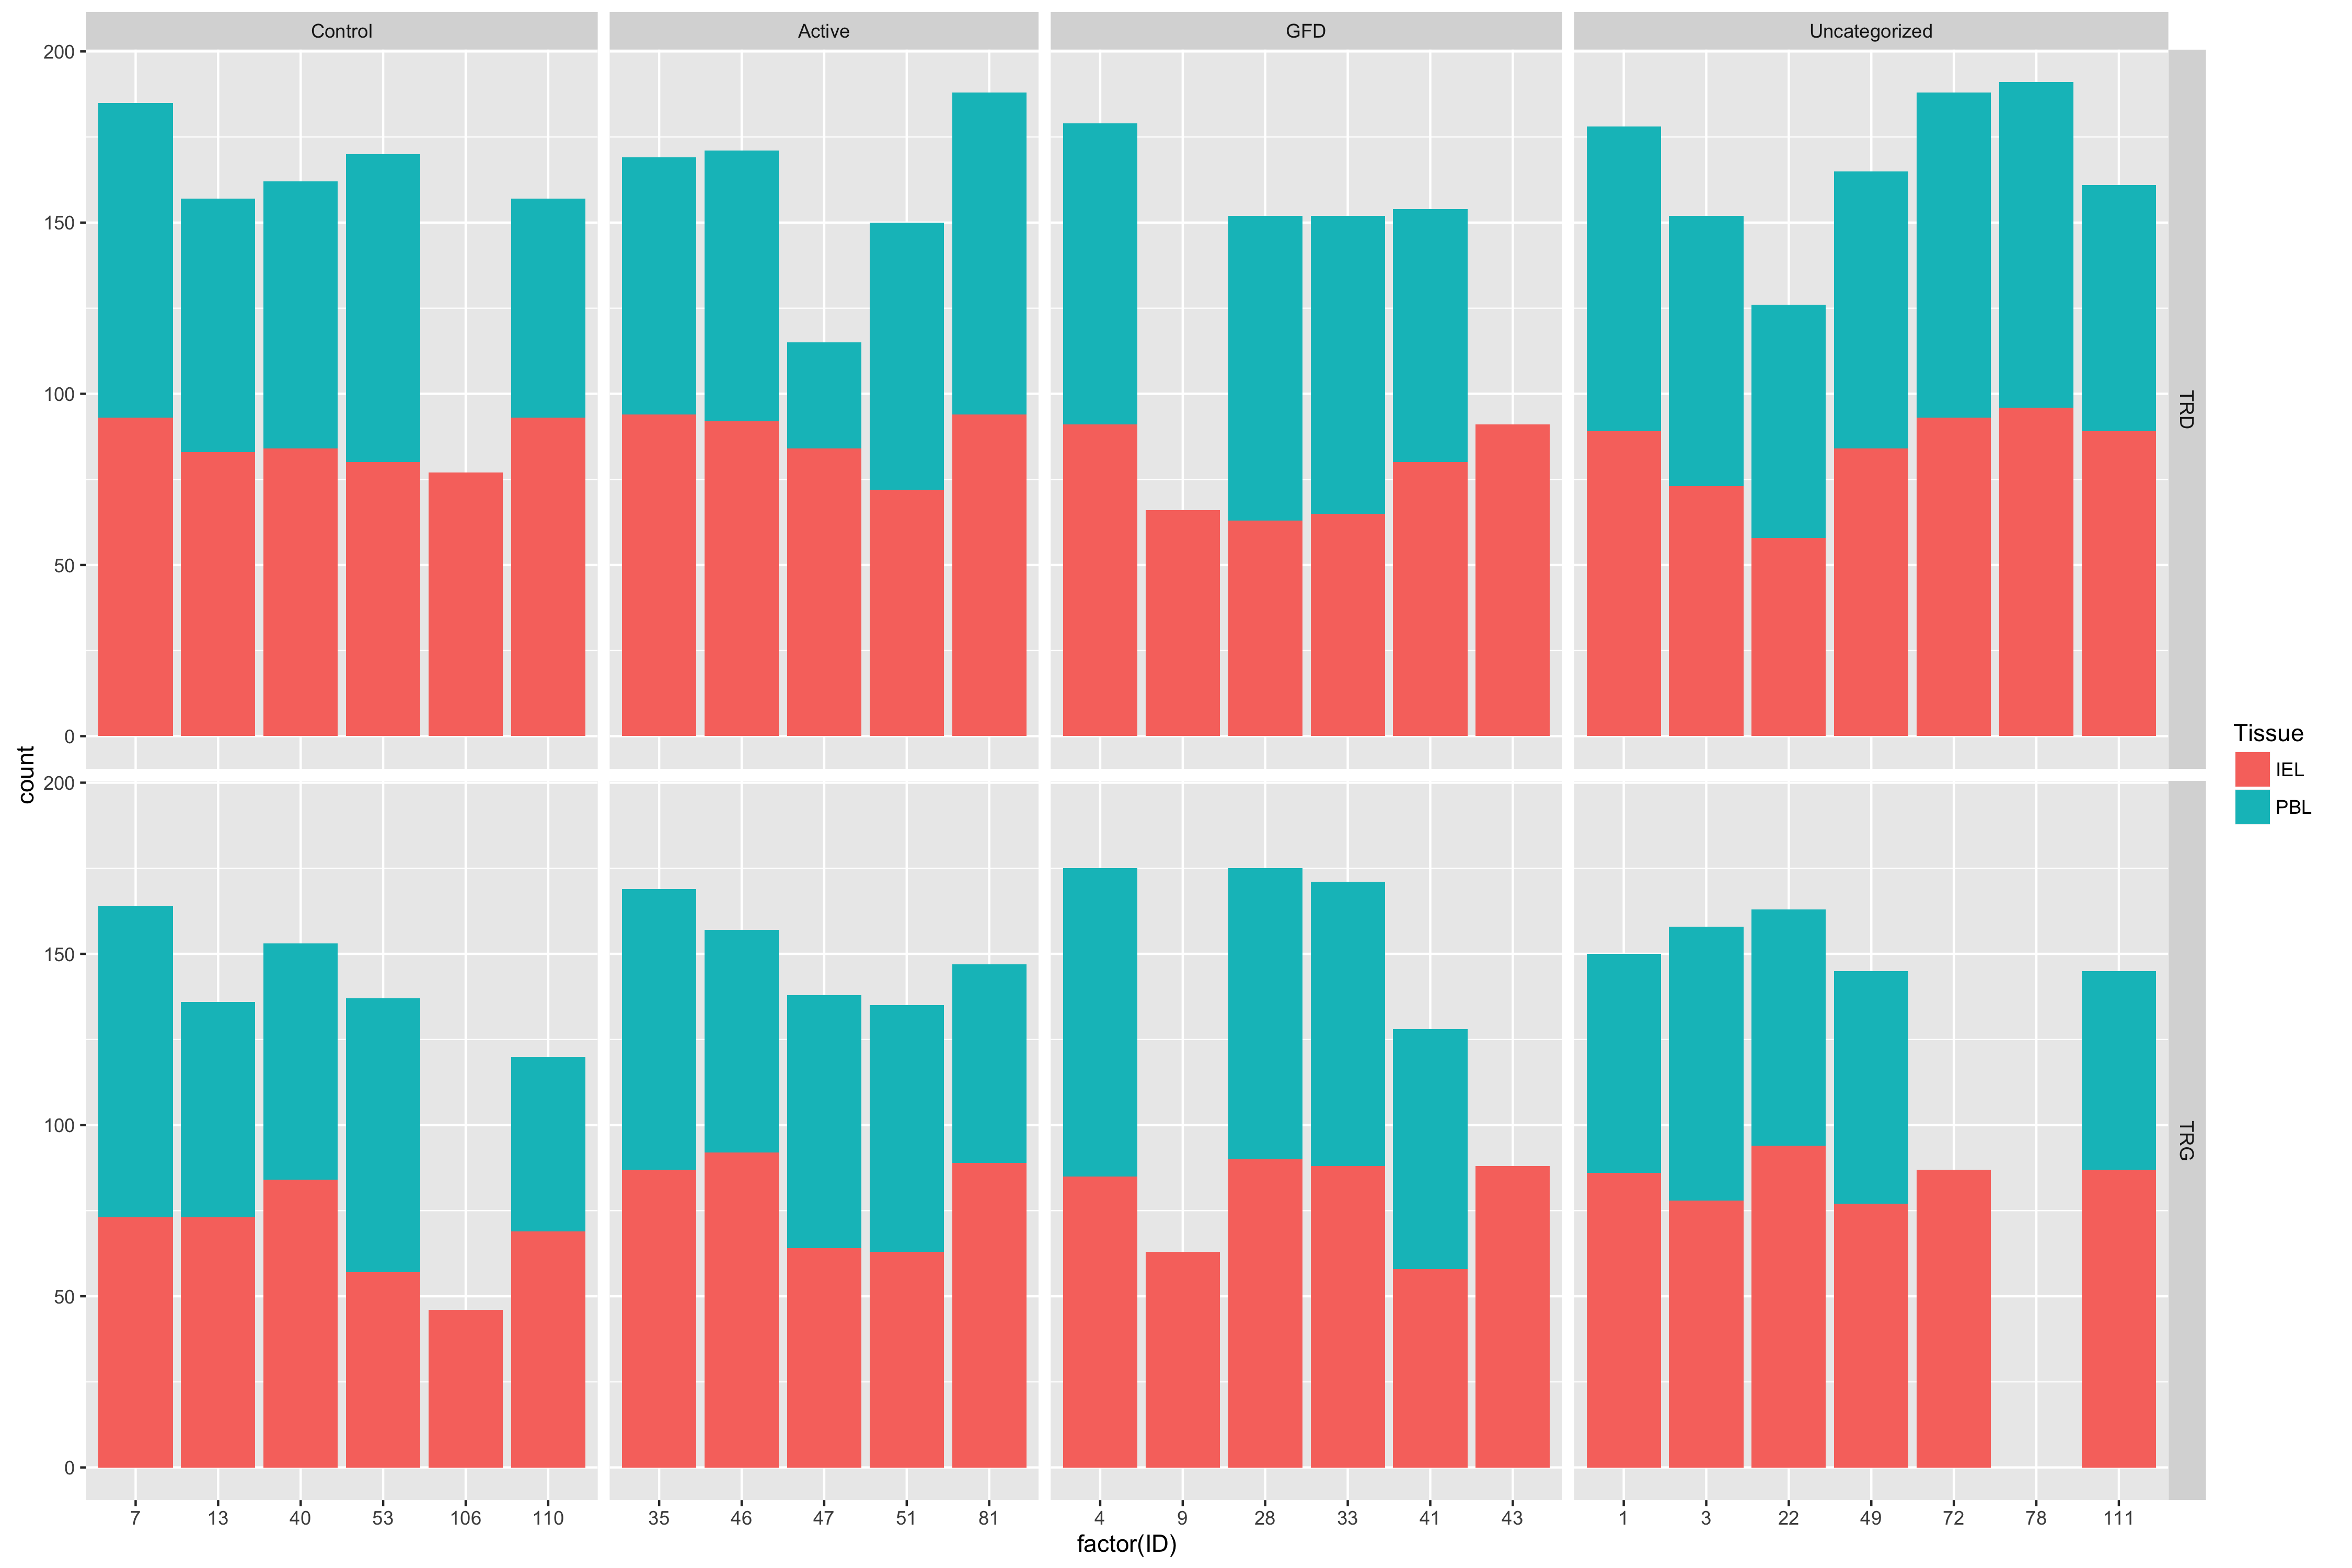 Control Active GFD Uncategorized
200
150
100
50
0
TRD
count
200
150
100
50
0
TRG
7 13 40 53 106 110 35 46 47 51 81 4 9 28 33 41 43 1 3 22 49 72 78 111
factor(ID)
Tissue
IEL
PBL